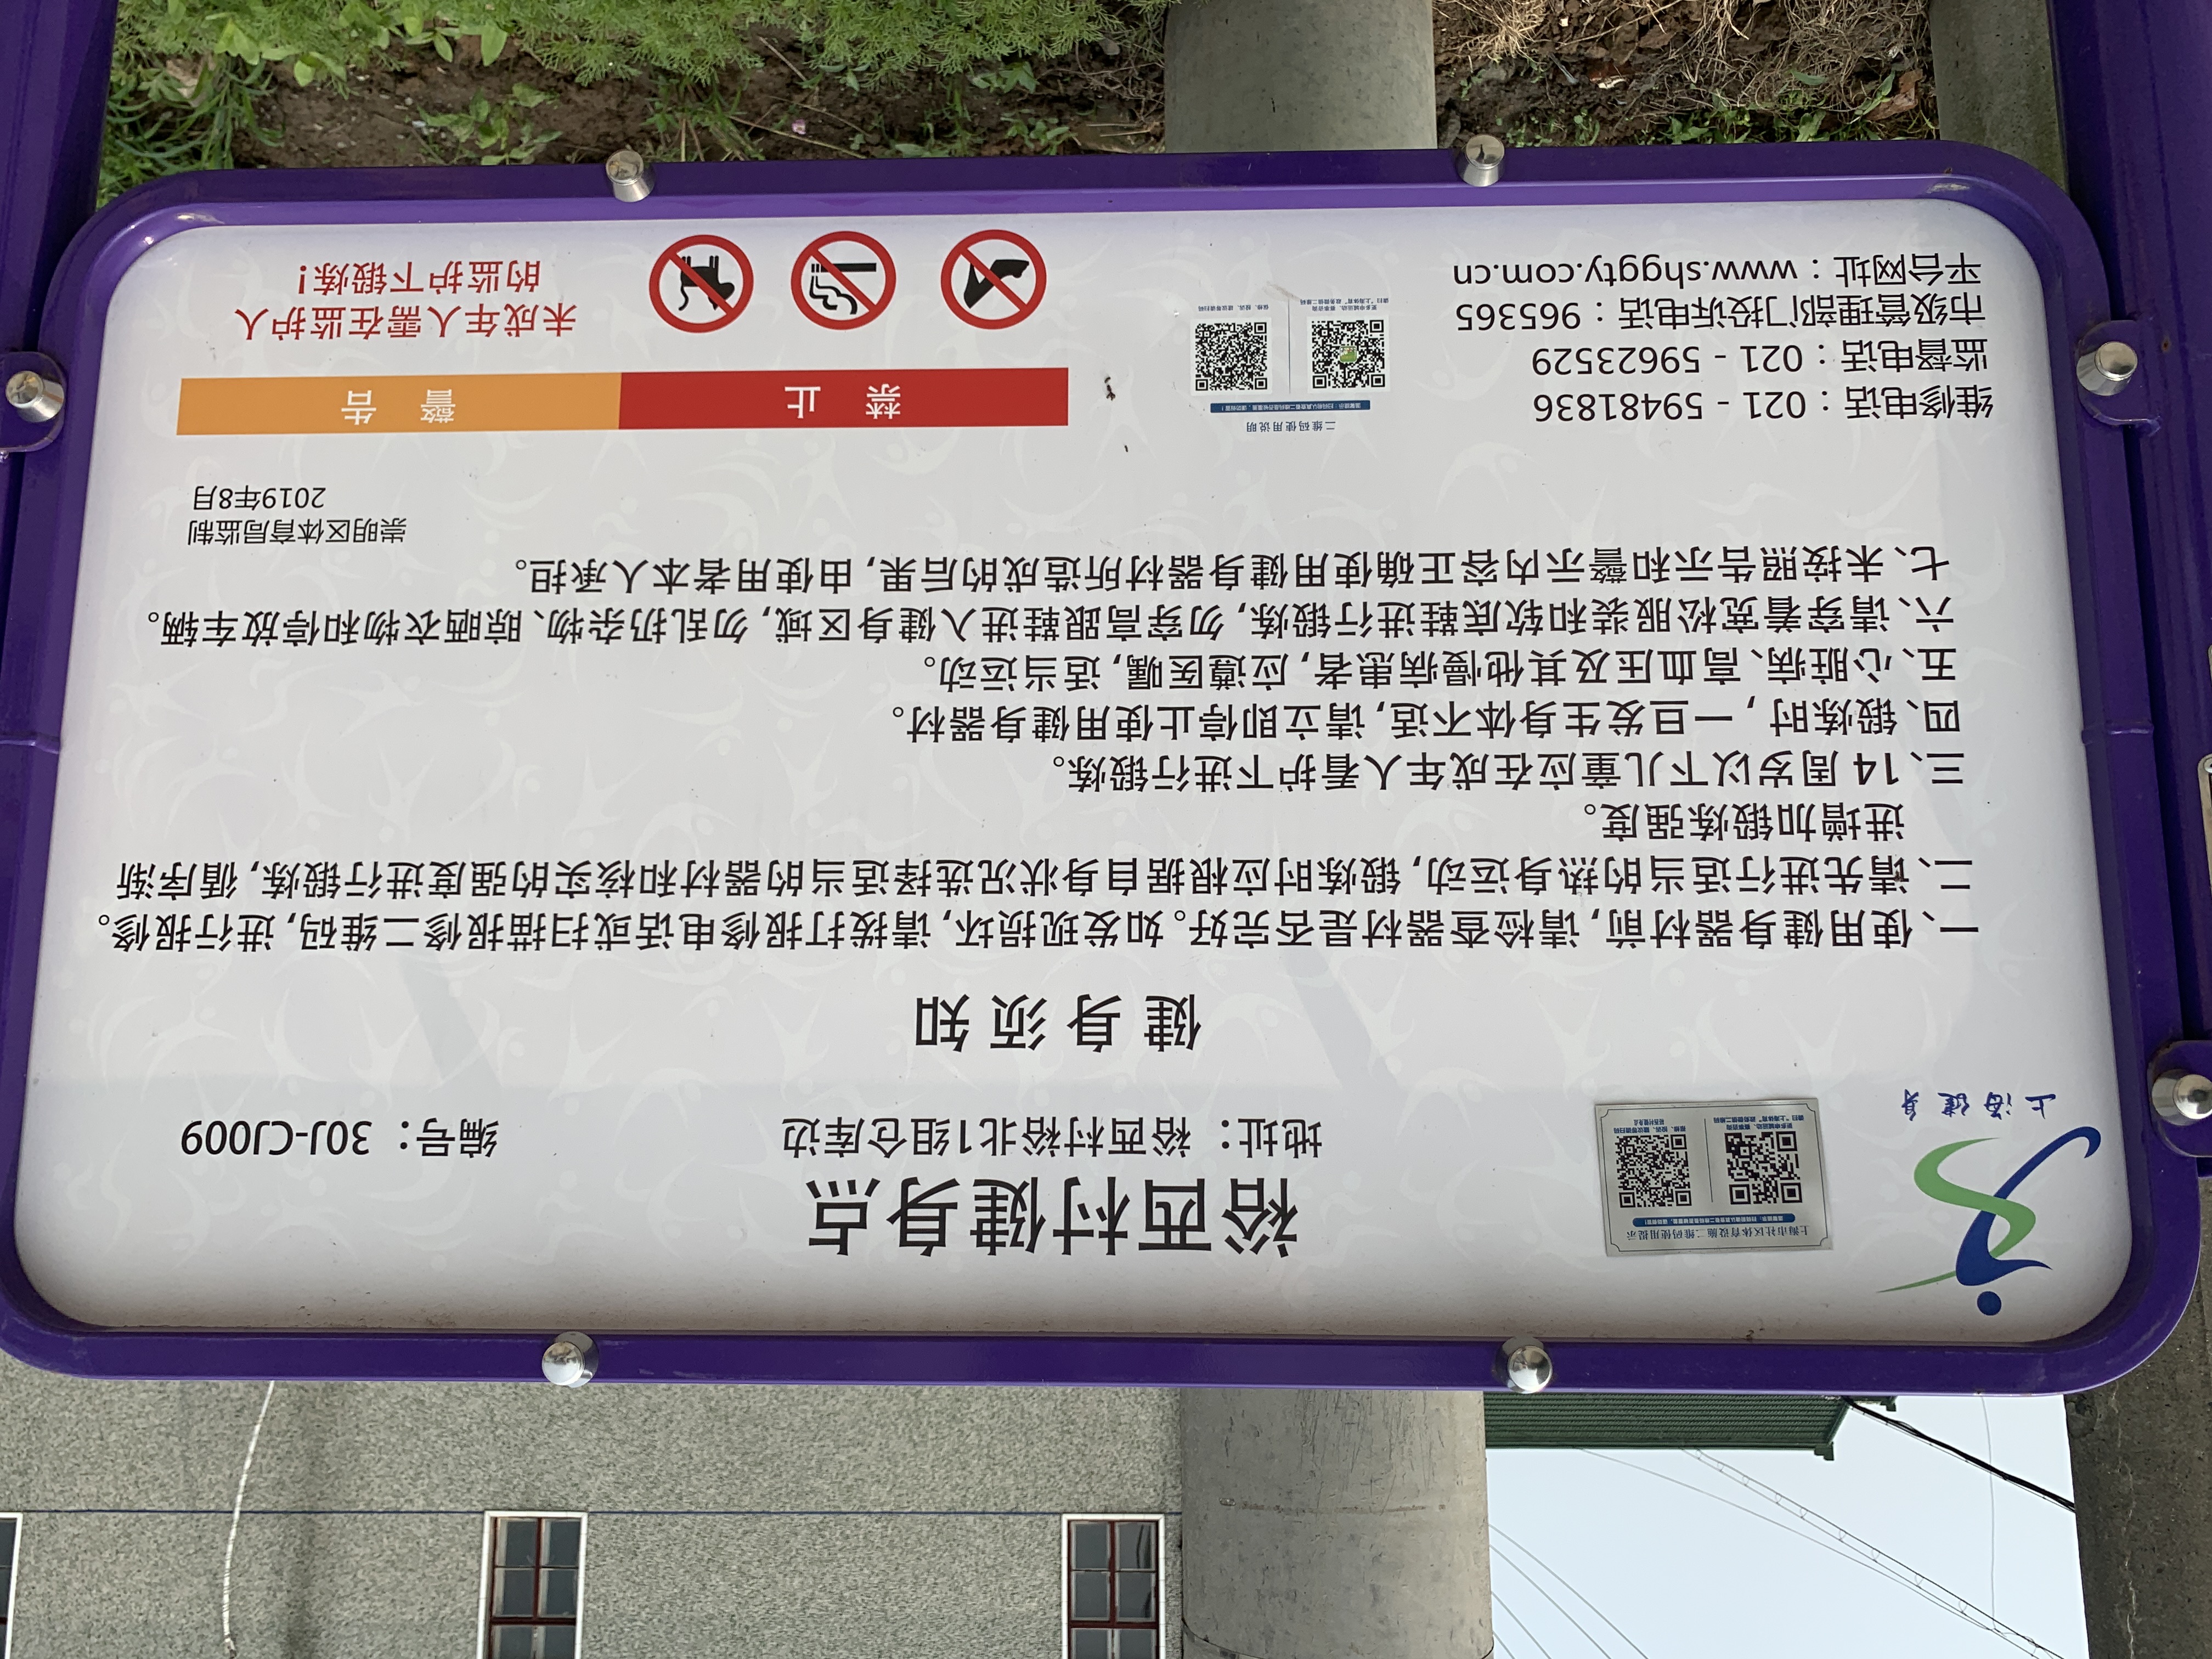 上海健身
上海市社区体育设施二维码使用提示
裕西村健身点
地址：裕西村裕北1组仓库边
编号：30J-CJ009
健身须知
一、使用健身器材前，请检查器材是否完好。如发现损坏，请拨打报修电话或扫描报修二维码，进行报修。
二、请先进行适当的热身运动，锻炼时应根据自身状况选择适当的器材和核实的强度进行锻炼，循序渐
进增加锻炼强度。
三、14周岁以下儿童应在成年人看护下进行锻炼。
四、锻炼时，一旦发生身体不适，请立即停止使用健身器材。
五、心脏病、高血压及其他慢病患者，应遵医嘱，适当运动。
六、请穿着宽松服装和软底鞋进行锻炼，勿穿高跟鞋进入健身区域，勿乱扔杂物、晾晒衣物和停放车辆。
七、未按照告示和警示内容正确使用健身器材所造成的后果，由使用者本人承担。
崇明区体育局监制
2019年8月
维修电话：021 - 59481836
监督电话：021 - 59623529
市级管理部门投诉电话：965365
平台网址：www.shggty.com.cn
二维码使用说明
禁止
警告
未成年人需在监护人
的监护下锻炼！